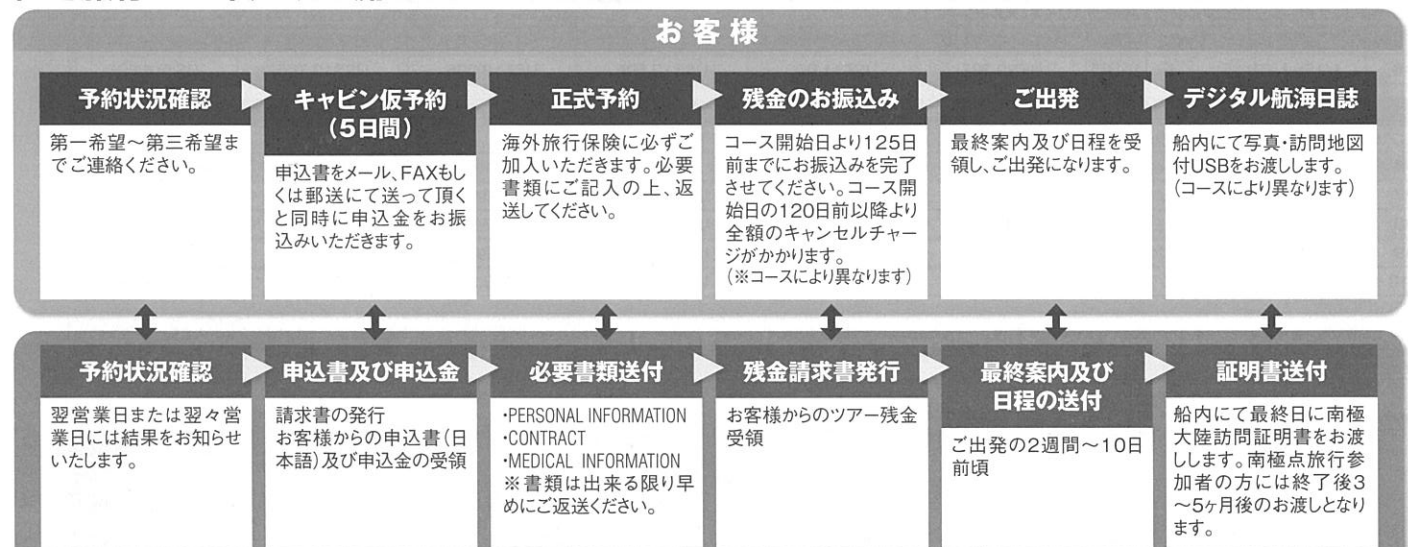 お客様
予約状況確認
第一希望～第三希望ま
でご連絡ください。
キャビン仮予約
(5日間)
申込書をメール、FAXもし
くは郵送にて送って頂く
と同時に申込金をお振
込みいただきます。
正式予約
海外旅行保険に必ずご
加入いただきます。必要
書類にご記入の上、返
送してください。
残金のお振込み
コース開始日より125日
前までにお振込みを完了
させてください。コース開
始日の120日前以降より
全額のキャンセルチャー
ジがかかります。
(※コースにより異なります)
ご出発
最終案内及び日程を受
領し、ご出発になります。
デジタル航海日誌
船内にて写真・訪問地図
付USBをお渡しします。
(コースにより異なります)
予約状況確認
翌営業日または翌々営
業日には結果をお知らせ
いたします。
申込書及び申込金
請求書の発行
お客様からの申込書(日
本語)及び申込金の受領
必要書類送付
・PERSONAL INFORMATION
・CONTRACT
・MEDICAL INFORMATION
※書類は出来る限り早
めにご返送ください。
残金請求書発行
お客様からのツアー残金
受領
最終案内及び
日程の送付
ご出発の2週間～10日
前頃
証明書送付
船内にて最終日に南極
大陸訪問証明書をお渡
しします。南極点旅行参
加者の方には終了後3
～5ヶ月後のお渡しとなり
ます。